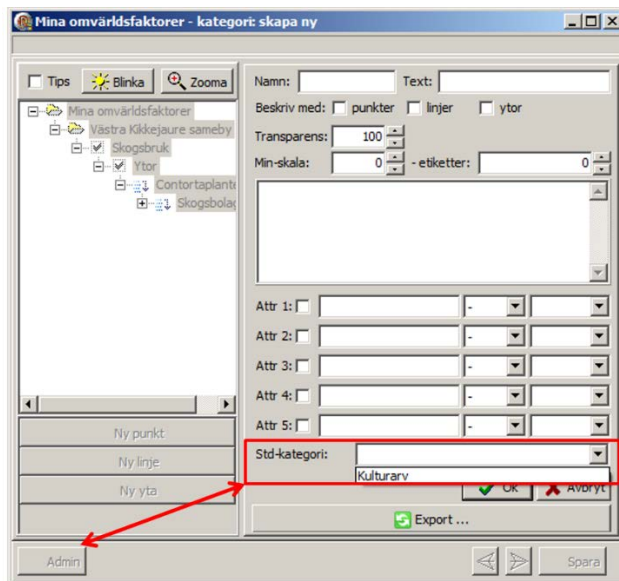 Mina omvärldsfaktorer - kategori: skapa ny
Tips Blinka Zooma
Mina omvärldsfaktorer
Västra Kikkejaure sameby
Skogsbruk
Ytor
Contortaplante
Skogsbolag
Ny punkt
Ny linje
Ny yta
Namn: Text:
Beskriv med: punkter linjer ytor
Transparens: 100
Min-skala: 0 - etiketter: 0
Attr 1: -
Attr 2: -
Attr 3: -
Attr 4: -
Attr 5: -
Std-kategori:
Kulturarv
Ok Avbryt
Export ...
Admin Spara